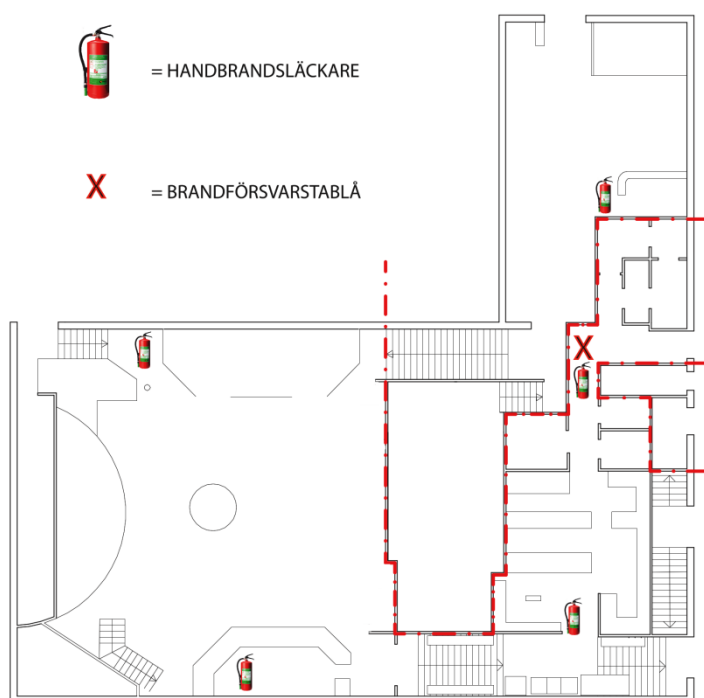 = HANDBRANDSLÄCKARE
X = BRANDFÖRSVARSTABLÅ
X